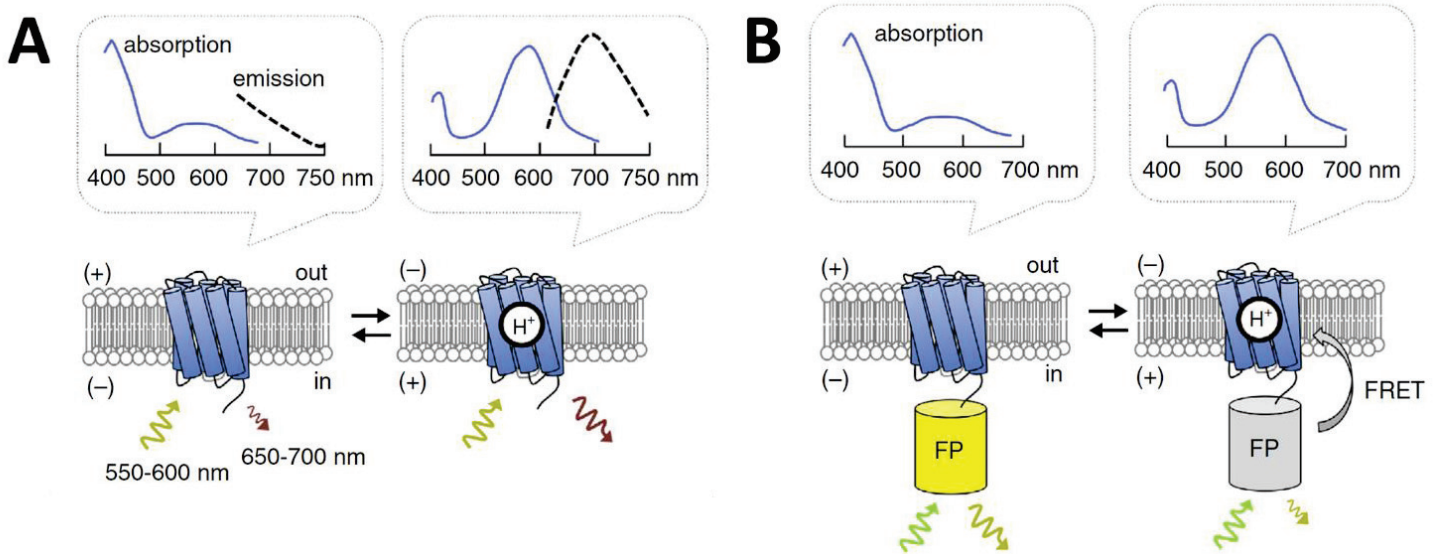 A
absorption
emission
400 500 600 700 750 nm
400 500 600 700 750 nm
(+)
out
(–)
in
550-600 nm
650-700 nm
(–)
H+
(+)
B
absorption
400 500 600 700 nm
400 500 600 700 nm
(+)
out
(–)
in
FP
(–)
H+
(+)
FRET
FP